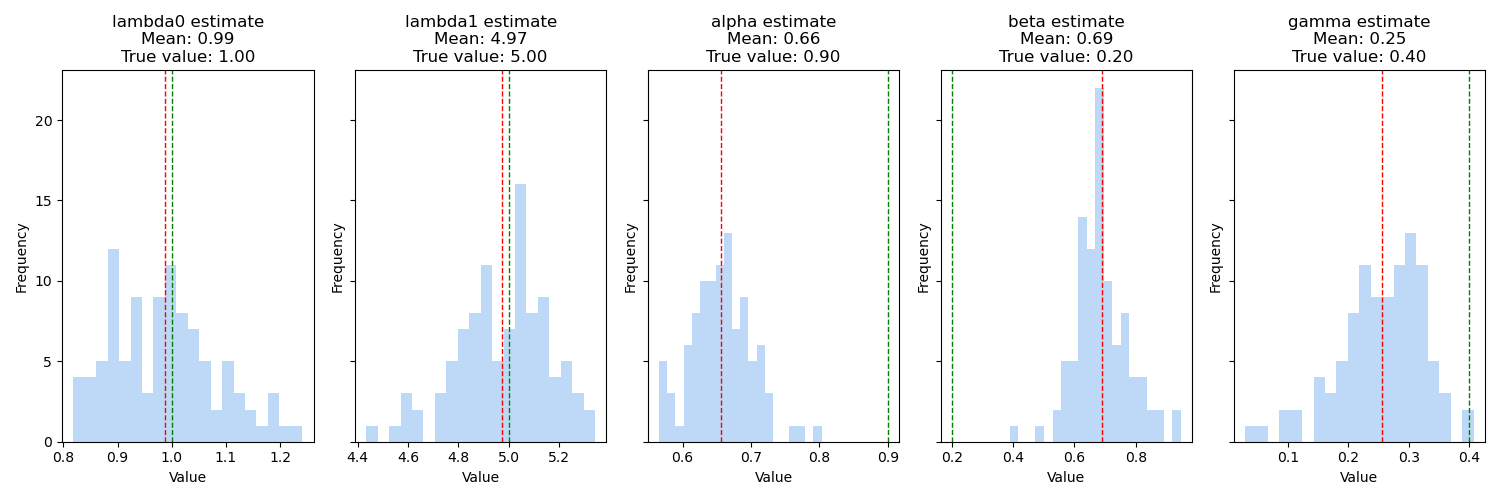 lambda0 estimate
Mean: 0.99
True value: 1.00
lambda1 estimate
Mean: 4.97
True value: 5.00
alpha estimate
Mean: 0.66
True value: 0.90
beta estimate
Mean: 0.69
True value: 0.20
gamma estimate
Mean: 0.25
True value: 0.40
Frequency
20
15
10
5
0
0.8 0.9 1.0 1.1 1.2
Value
Frequency
4.4 4.6 4.8 5.0 5.2
Value
Frequency
0.6 0.7 0.8 0.9
Value
Frequency
0.2 0.4 0.6 0.8
Value
Frequency
0.1 0.2 0.3 0.4
Value